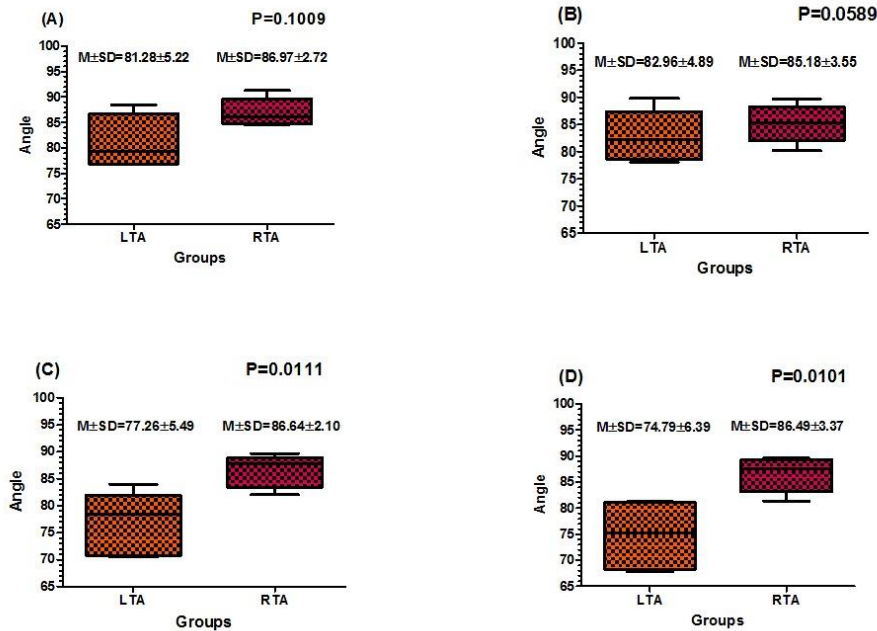 (A) P=0.1009
M±SD=81.28±5.22 M±SD=86.97±2.72
100
95
90
85
80
75
70
65
Angle
LTA RTA
Groups
(B) P=0.0589
M±SD=82.96±4.89 M±SD=85.18±3.55
100
95
90
85
80
75
70
65
Angle
LTA RTA
Groups
(C) P=0.0111
M±SD=77.26±5.49 M±SD=86.64±2.10
100
95
90
85
80
75
70
65
Angle
LTA RTA
Groups
(D) P=0.0101
M±SD=74.79±6.39 M±SD=86.49±3.37
100
95
90
85
80
75
70
65
Angle
LTA RTA
Groups